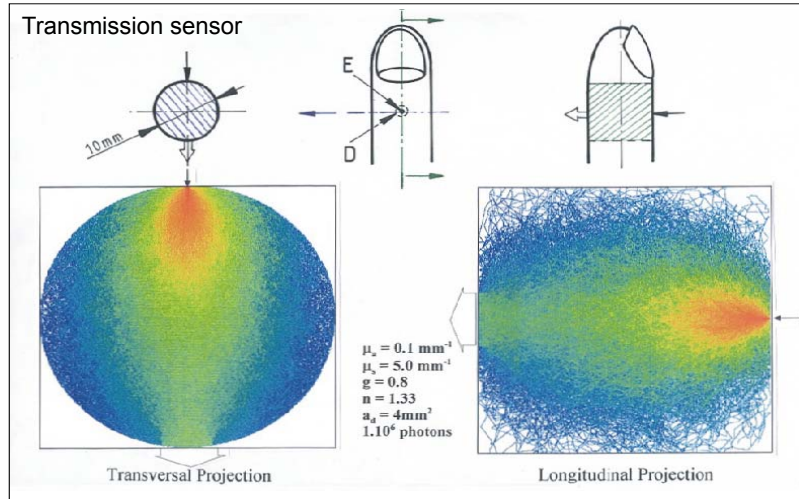 Transmission sensor
10mm
E
D
μa = 0.1 mm⁻¹
μs = 5.0 mm⁻¹
g = 0.8
n = 1.33
ad = 4mm²
1.10⁶ photons
Transversal Projection
Longitudinal Projection